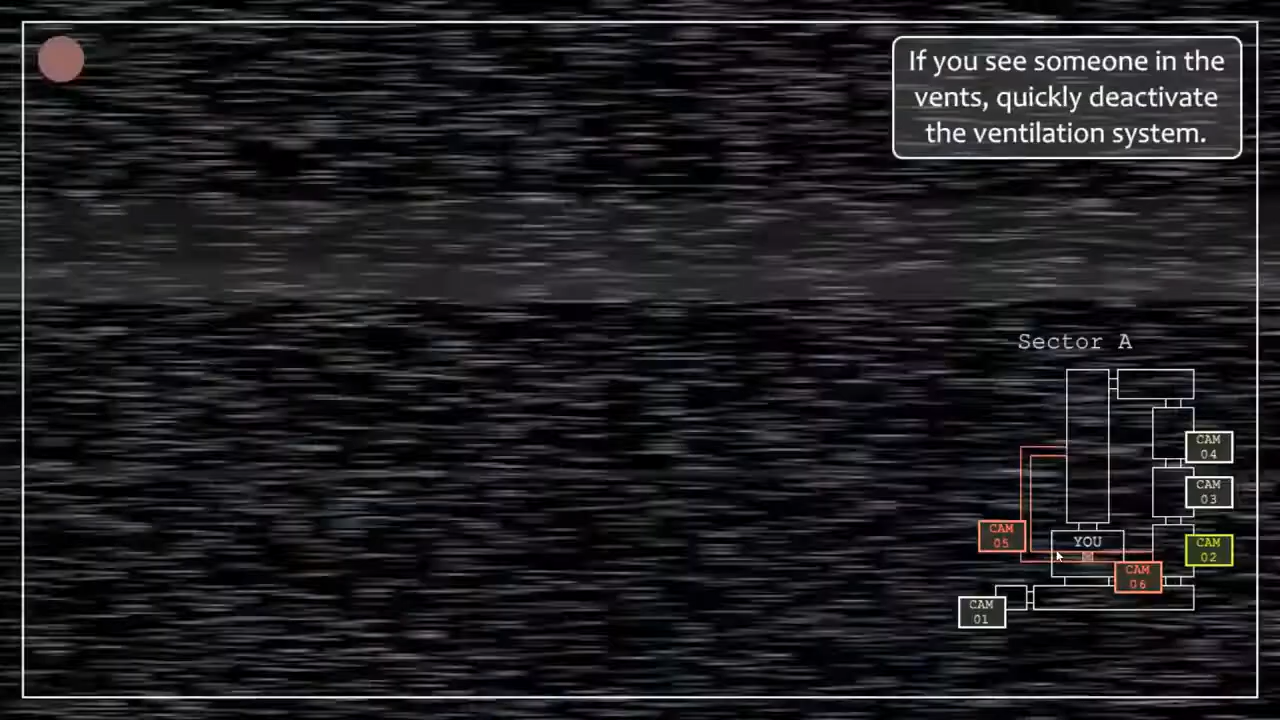 If you see someone in the
vents, quickly deactivate
the ventilation system.
Sector A
CAM
04
CAM
03
CAM
05
YOU
CAM
02
CAM
06
CAM
01